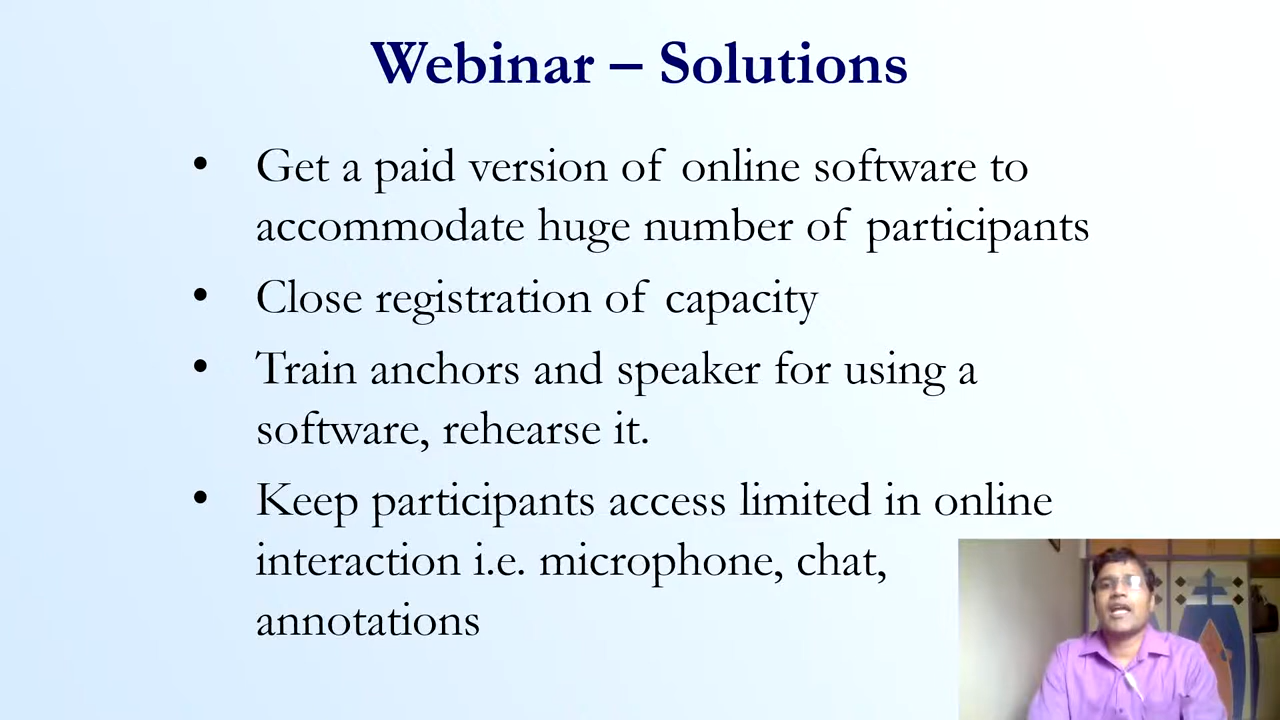 Webinar – Solutions
• Get a paid version of online software to
accommodate huge number of participants
• Close registration of capacity
• Train anchors and speaker for using a
software, rehearse it.
• Keep participants access limited in online
interaction i.e. microphone, chat,
annotations